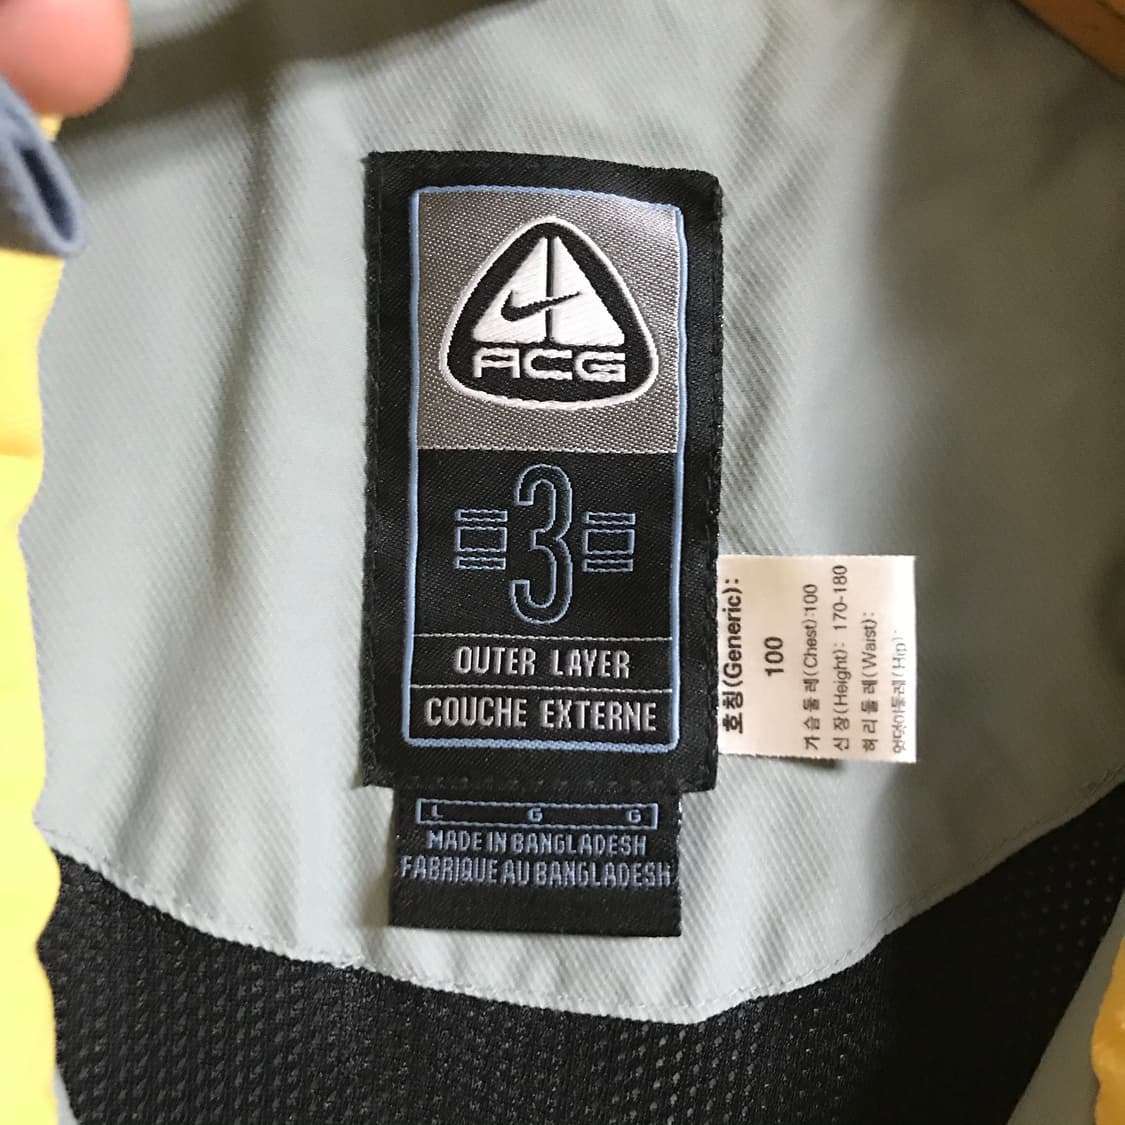 ACG
3
OUTER LAYER
COUCHE EXTERNE
L G G
MADE IN BANGLADESH
FABRIQUE AU BANGLADESH
호칭(Generic):
100
가슴둘레(Chest):100
신장(Height): 170-180
허리둘레(Waist):
엉덩이둘레(Hip):